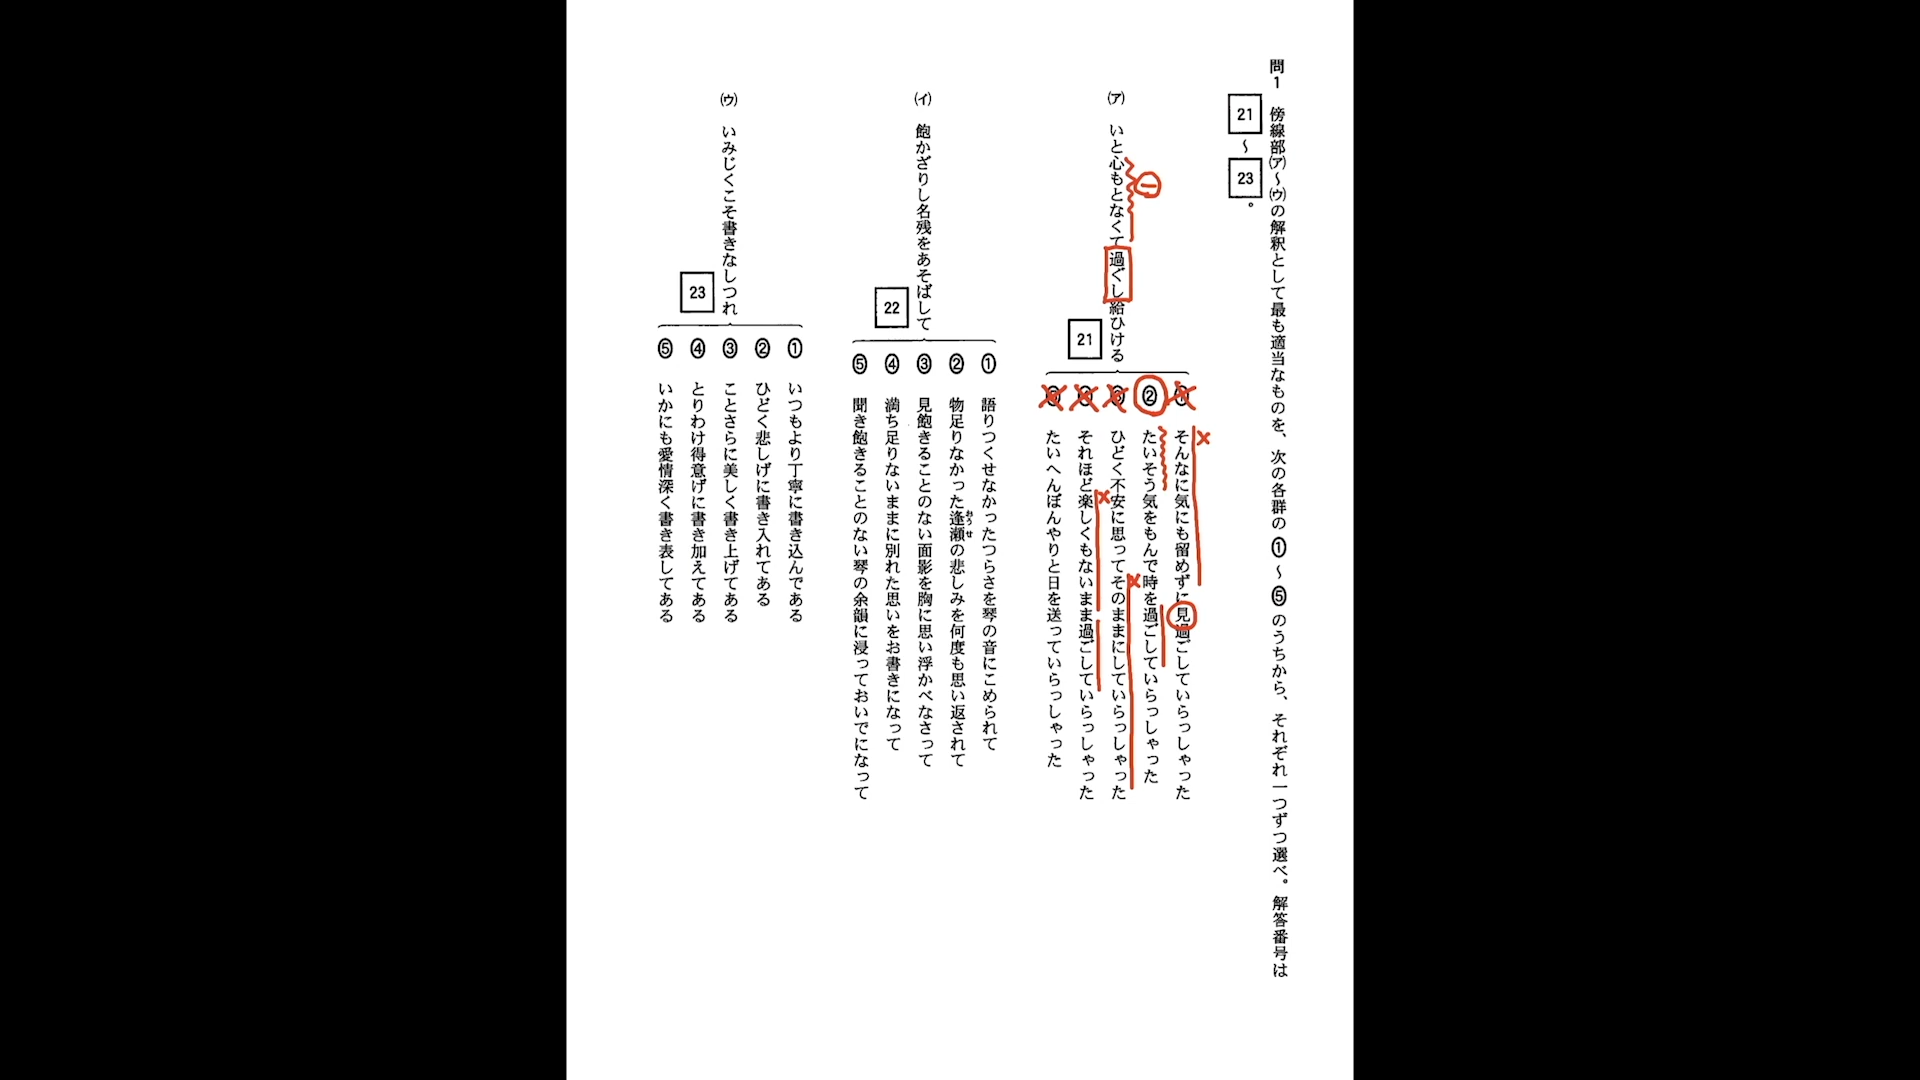 問1 傍線部㋐～㋒の解釈として最も適当なものを、次の各群の①～⑤のうちから、それぞれ一つずつ選べ。解答番号は
21～23。
㋐ いと心もとなくて過ぐし給ひける
21
① そんなに気にも留めずに見過ごしていらっしゃった
② たいそう気をもんで時を過ごしていらっしゃった
ひどく不安に思ってそのままにしていらっしゃった
それほど楽しくもないまま過ごしていらっしゃった
たいへんぼんやりと日を送っていらっしゃった
㋑ 飽かざりし名残をあそばして
22
① 語りつくせなかったつらさを琴の音にこめられて
② 物足りなかった逢瀬の悲しみを何度も思い返されて
おうせ
③ 見飽きることのない面影を胸に思い浮かべなさって
④ 満ち足りないままに別れた思いをお書きになって
⑤ 聞き飽きることのない琴の余韻に浸っておいでになって
㋒ いみじくこそ書きなしつれ
23
① いつもより丁寧に書き込んである
② ひどく悲しげに書き入れてある
③ ことさらに美しく書き上げてある
④ とりわけ得意げに書き加えてある
⑤ いかにも愛情深く書き表してある